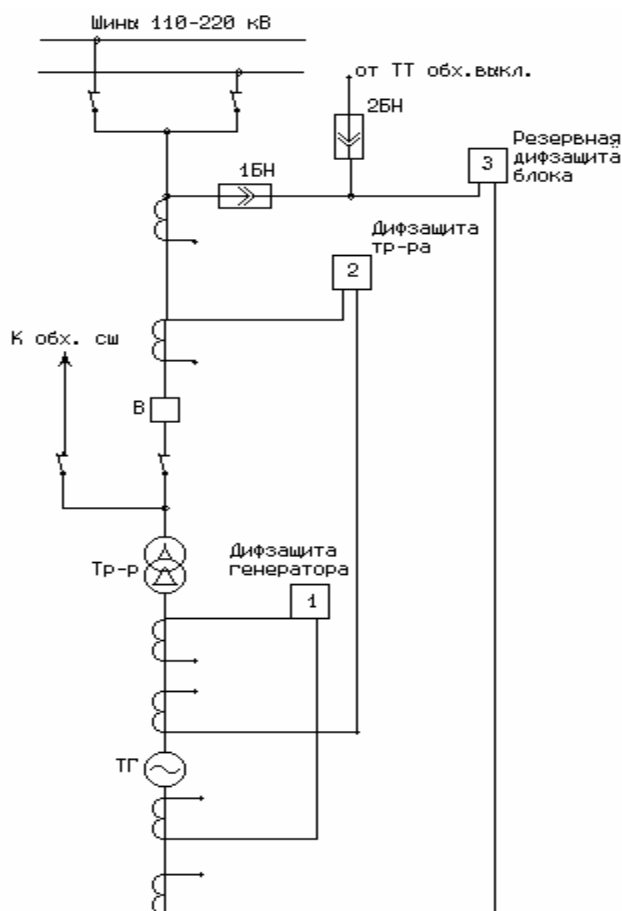 Шины 110-220 кВ
от ТТ обх.выкл.
2БН
Резервная
дифзащита
блока
3
1БН
Дифзащита
тр-ра
2
К обх. сш
В
Тр-р
Дифзащита
генератора
1
ТГ